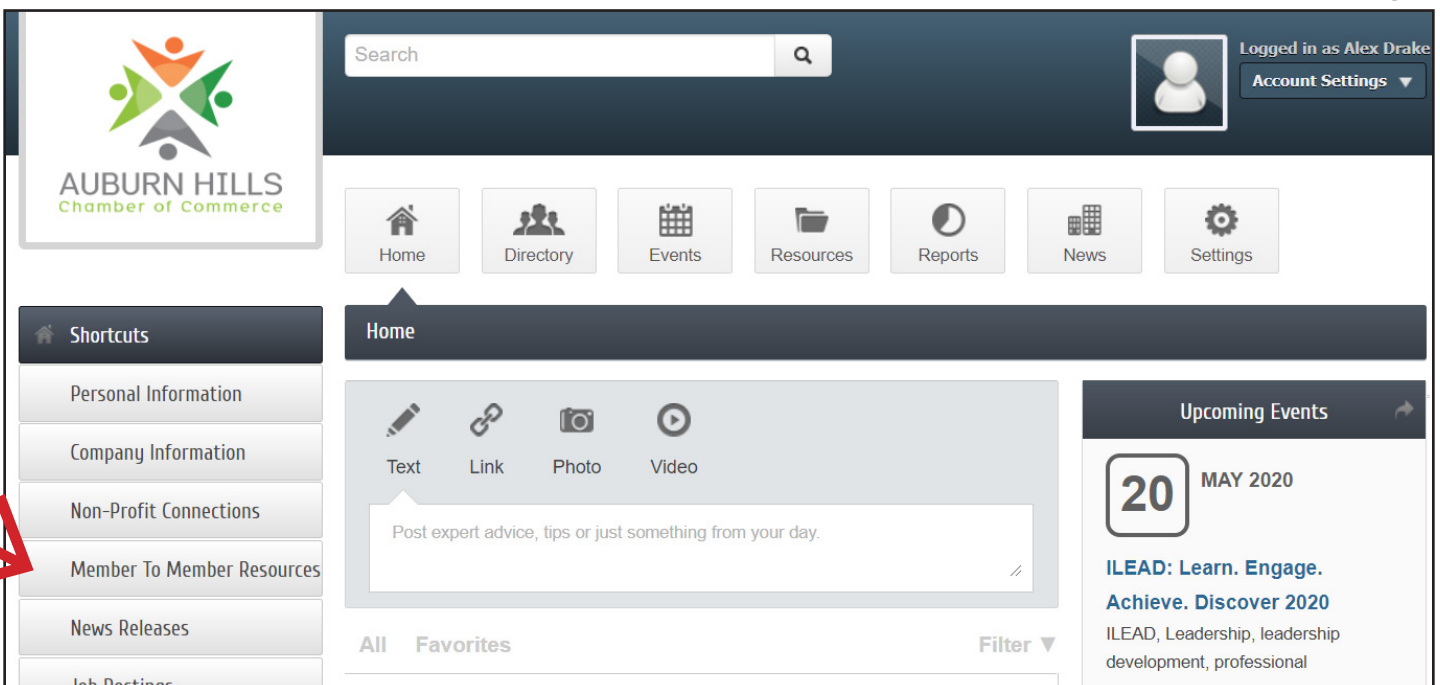 AUBURN HILLS
Chamber of Commerce
Search
Logged in as Alex Drake
Account Settings ▼
Home
Directory
Events
Resources
Reports
News
Settings
Shortcuts
Personal Information
Company Information
Non-Profit Connections
Member To Member Resources
News Releases
Job Postings
Home
Text
Link
Photo
Video
Post expert advice, tips or just something from your day.
All Favorites
Filter ▼
Upcoming Events
20
MAY 2020
ILEAD: Learn. Engage.
Achieve. Discover 2020
ILEAD, Leadership, leadership
development, professional